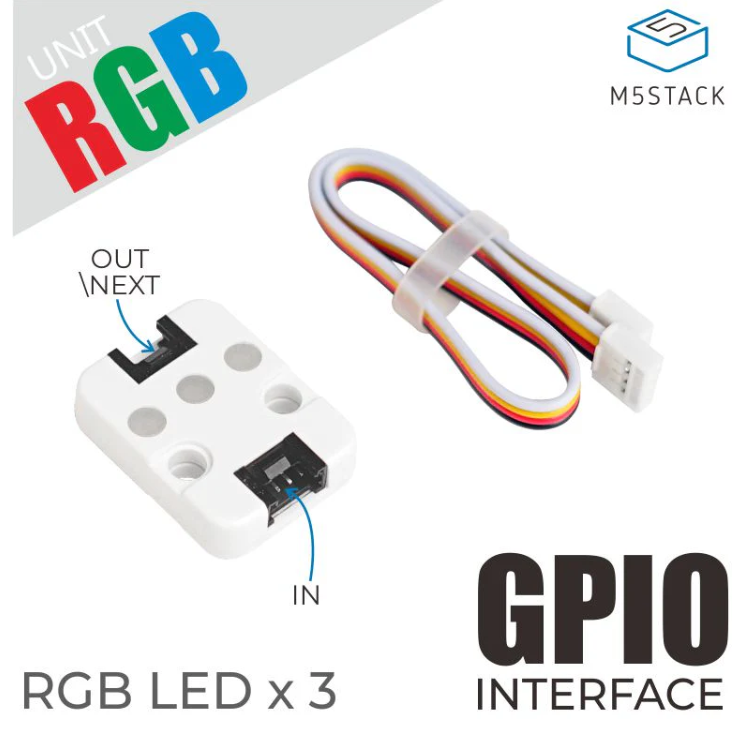 UNIT
RGB
M5STACK
OUT
\NEXT
IN
RGB LED x 3
GPIO
INTERFACE